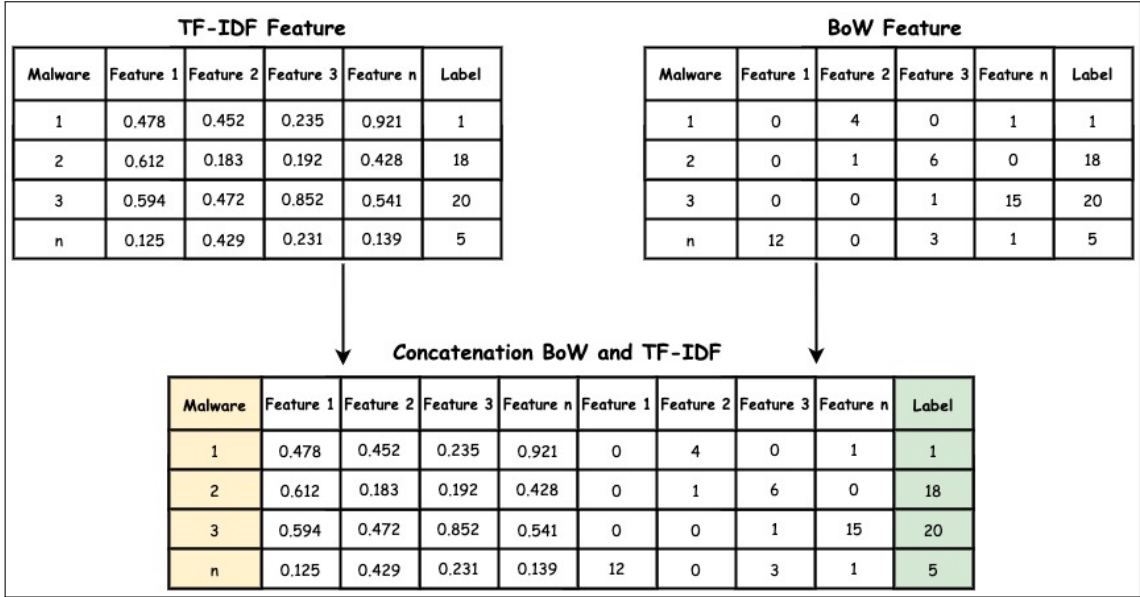 TF-IDF Feature
Malware Feature 1 Feature 2 Feature 3 Feature n Label
1 0.478 0.452 0.235 0.921 1
2 0.612 0.183 0.192 0.428 18
3 0.594 0.472 0.852 0.541 20
n 0.125 0.429 0.231 0.139 5
BoW Feature
Malware Feature 1 Feature 2 Feature 3 Feature n Label
1 0 4 0 1 1
2 0 1 6 0 18
3 0 0 1 15 20
n 12 0 3 1 5
Concatenation BoW and TF-IDF
Malware Feature 1 Feature 2 Feature 3 Feature n Feature 1 Feature 2 Feature 3 Feature n Label
1 0.478 0.452 0.235 0.921 0 4 0 1 1
2 0.612 0.183 0.192 0.428 0 1 6 0 18
3 0.594 0.472 0.852 0.541 0 0 1 15 20
n 0.125 0.429 0.231 0.139 12 0 3 1 5